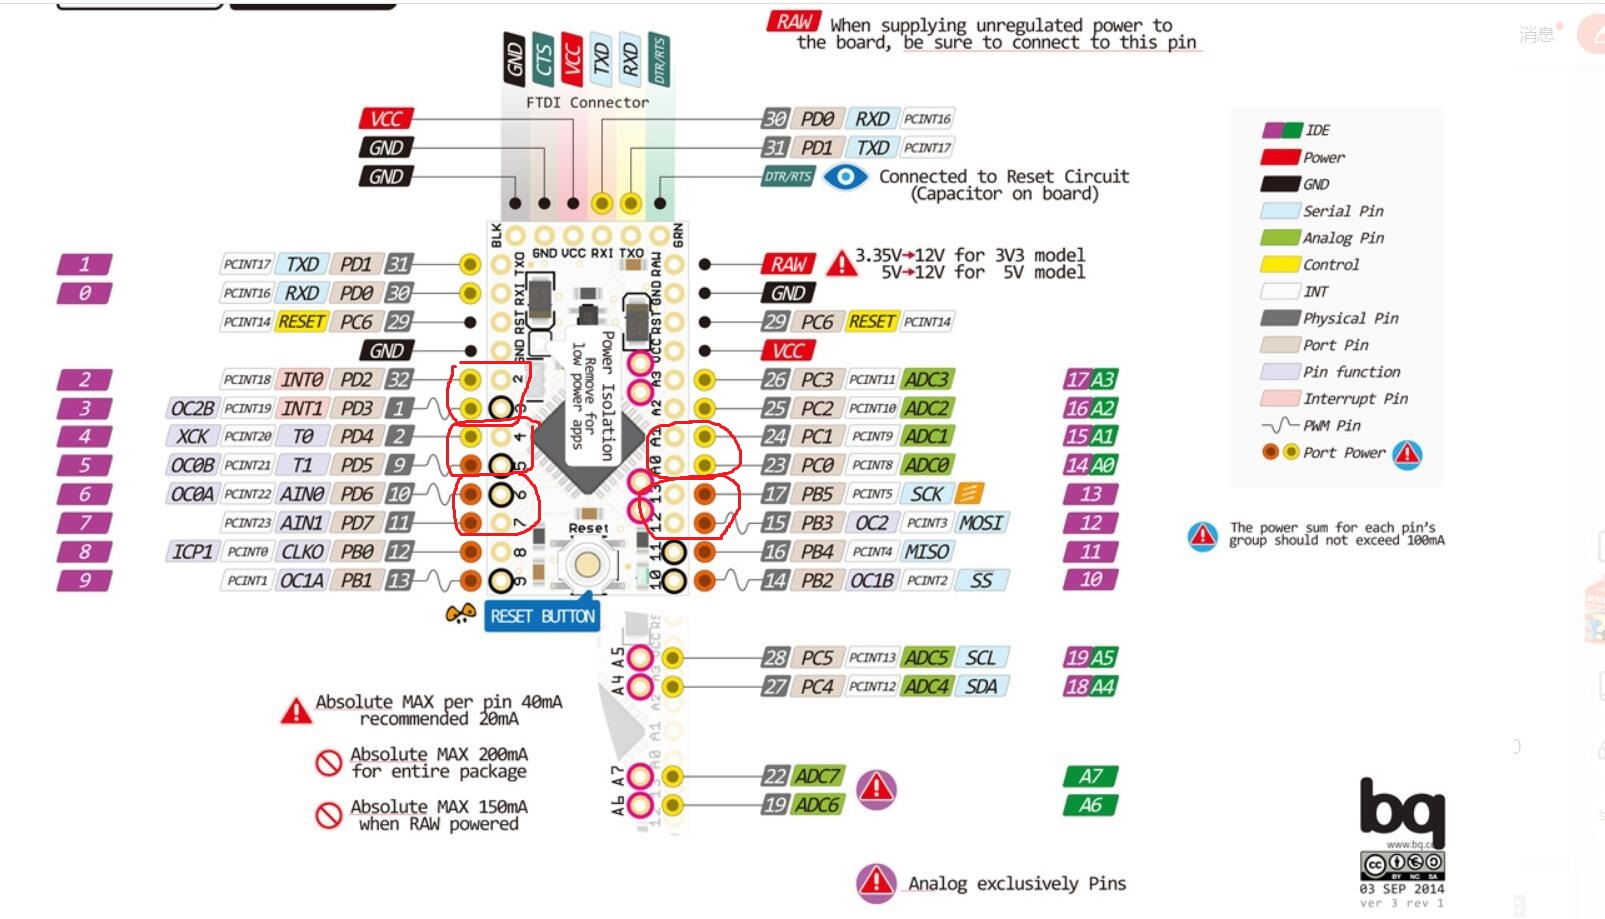 RAW When supplying unregulated power to
the board, be sure to connect to this pin
消息
GND CTS VCC TXD RXD DTR/RTS
FTDI Connector
VCC
GND
GND
30 PD0 RXD PCINT16
31 PD1 TXD PCINT17
DTR/RTS Connected to Reset Circuit
(Capacitor on board)
BLK GRN
GND VCC RXI TXO
TXO RXI RST GND 2 3 4 5 6 7 8 9
RAW GND RST VCC A3 A2 A1 A0 13 12 11 10
Power Isolation
Remove for
low power apps
Reset
RESET BUTTON
1 PCINT17 TXD PD1 31
0 PCINT16 RXD PD0 30
PCINT14 RESET PC6 29
GND
2 PCINT18 INT0 PD2 32
3 OC2B PCINT19 INT1 PD3 1
4 XCK PCINT20 T0 PD4 2
5 OC0B PCINT21 T1 PD5 9
6 OC0A PCINT22 AIN0 PD6 10
7 PCINT23 AIN1 PD7 11
8 ICP1 PCINT0 CLKO PB0 12
9 PCINT1 OC1A PB1 13
RAW 3.35V→12V for 3V3 model
5V→12V for 5V model
GND
29 PC6 RESET PCINT14
VCC
26 PC3 PCINT11 ADC3 17 A3
25 PC2 PCINT10 ADC2 16 A2
24 PC1 PCINT9 ADC1 15 A1
23 PC0 PCINT8 ADC0 14 A0
17 PB5 PCINT5 SCK 13
15 PB3 OC2 PCINT3 MOSI 12
16 PB4 PCINT4 MISO 11
14 PB2 OC1B PCINT2 SS 10
A5 28 PC5 PCINT13 ADC5 SCL 19 A5
A4 27 PC4 PCINT12 ADC4 SDA 18 A4
A7 22 ADC7 A7
A6 19 ADC6 A6
VCC A3 A2 A1 A0 13 12
Absolute MAX per pin 40mA
recommended 20mA
Absolute MAX 200mA
for entire package
Absolute MAX 150mA
when RAW powered
Analog exclusively Pins
IDE
Power
GND
Serial Pin
Analog Pin
Control
INT
Physical Pin
Port Pin
Pin function
Interrupt Pin
PWM Pin
Port Power
The power sum for each pin's
group should not exceed 100mA
bq
www.bq.c
cc BY NC SA
03 SEP 2014
ver 3 rev 1